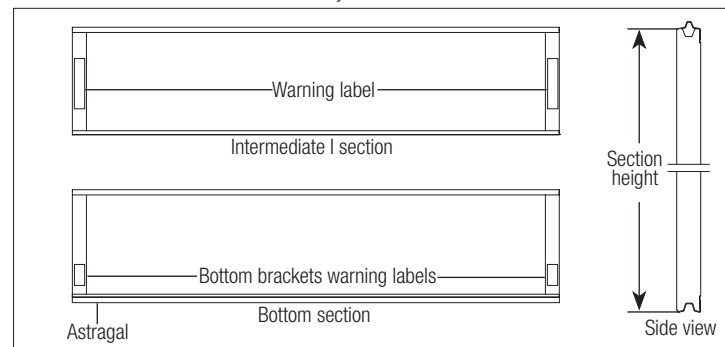 Warning label
Intermediate I section
Section
height
Bottom brackets warning labels
Bottom section
Astragal
Side view